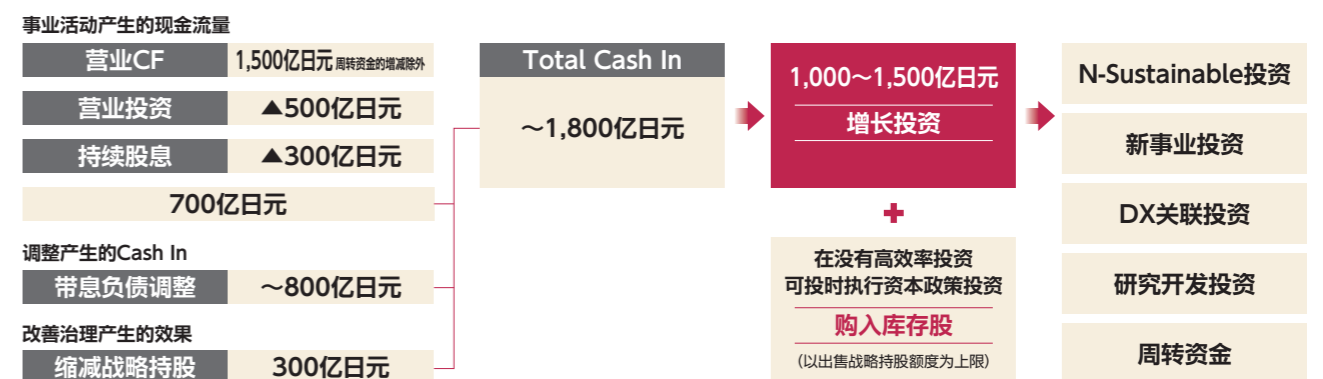 事业活动产生的现金流量
营业CF 1,500亿日元 周转资金的增减除外
营业投资 ▲500亿日元
持续股息 ▲300亿日元
700亿日元
调整产生的Cash In
带息负债调整 ～800亿日元
改善治理产生的效果
缩减战略持股 300亿日元
Total Cash In
～1,800亿日元
1,000～1,500亿日元
增长投资
+
在没有高效率投资
可投时执行资本政策投资
购入库存股
(以出售战略持股额度为上限)
N-Sustainable投资
新事业投资
DX关联投资
研究开发投资
周转资金